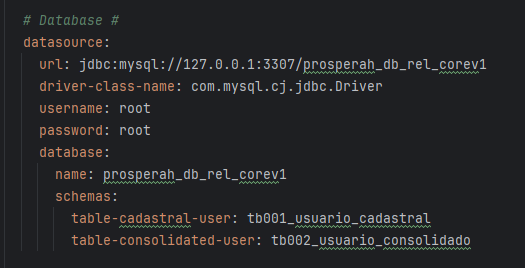 # Database #
datasource:
url: jdbc:mysql://127.0.0.1:3307/prosperah_db_rel_corev1
driver-class-name: com.mysql.cj.jdbc.Driver
username: root
password: root
database:
name: prosperah_db_rel_corev1
schemas:
table-cadastral-user: tb001_usuario_cadastral
table-consolidated-user: tb002_usuario_consolidado